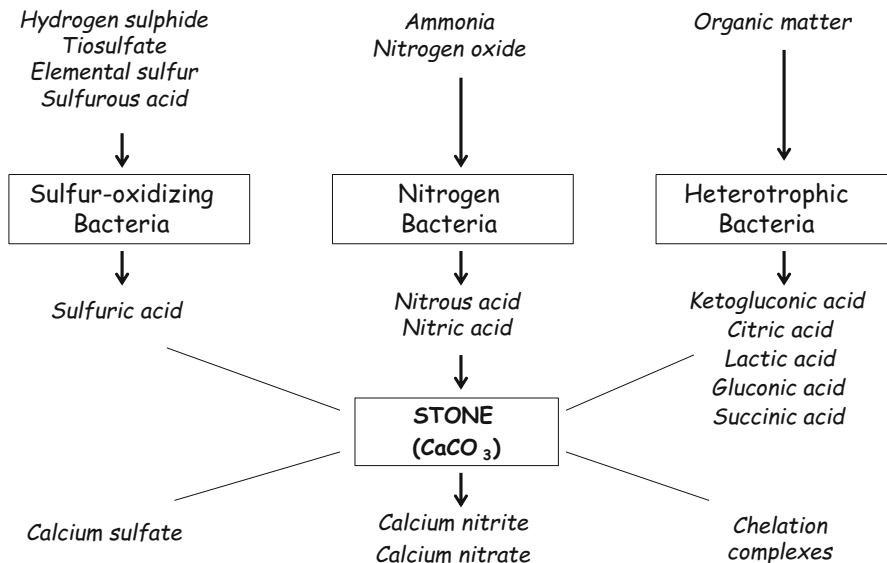 Hydrogen sulphide
Tiosulfate
Elemental sulfur
Sulfurous acid
Ammonia
Nitrogen oxide
Organic matter
Sulfur-oxidizing
Bacteria
Nitrogen
Bacteria
Heterotrophic
Bacteria
Sulfuric acid
Nitrous acid
Nitric acid
Ketogluconic acid
Citric acid
Lactic acid
Gluconic acid
Succinic acid
STONE
(CaCO₃)
Calcium sulfate
Calcium nitrite
Calcium nitrate
Chelation
complexes